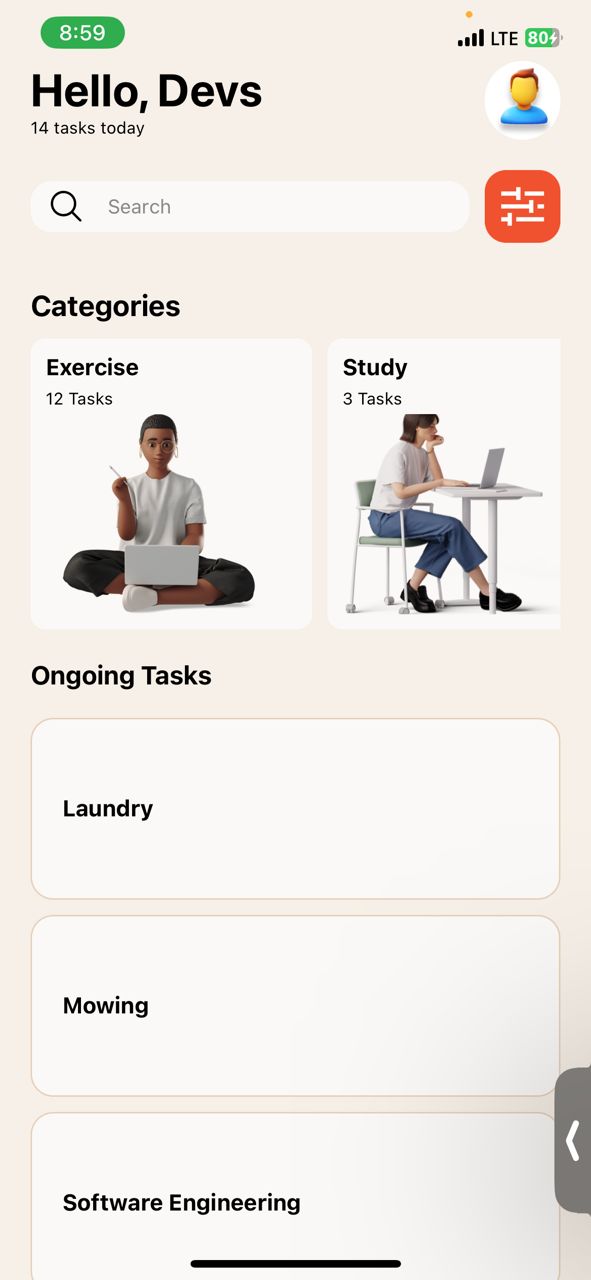 8:59
LTE 80
Hello, Devs
14 tasks today
Search
Categories
Exercise
12 Tasks
Study
3 Tasks
Ongoing Tasks
Laundry
Mowing
Software Engineering